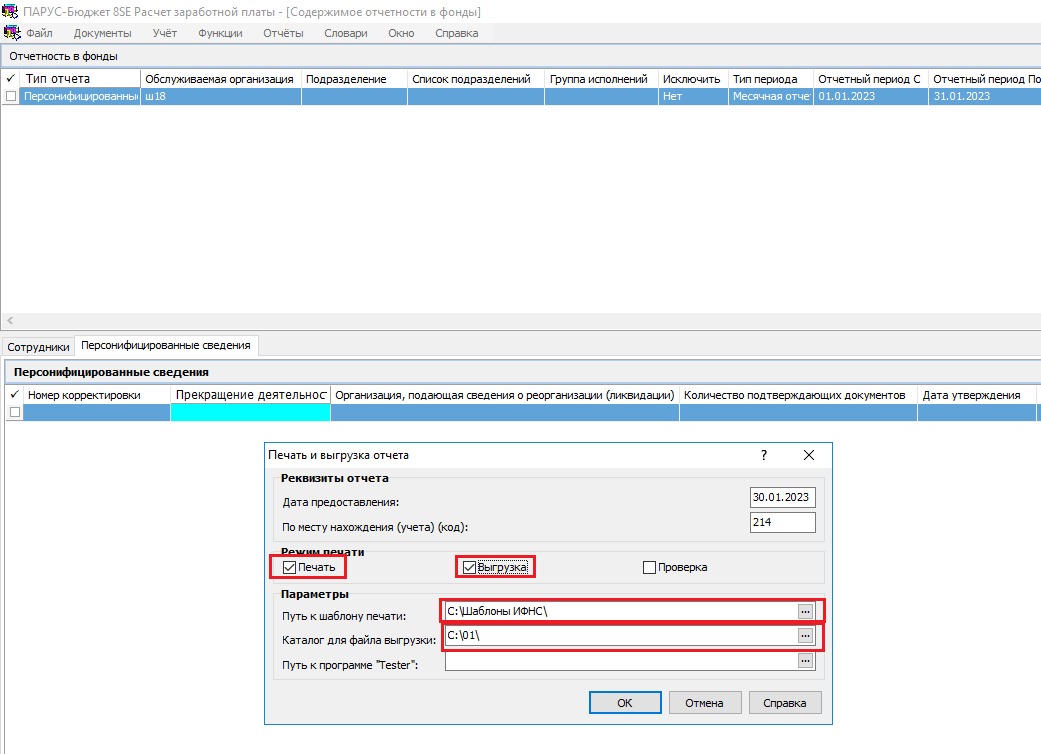 ПАРУС-Бюджет 8SE Расчет заработной платы - [Содержимое отчетности в фонды]
Файл Документы Учёт Функции Отчёты Словари Окно Справка
Отчетность в фонды
Тип отчета Обслуживаемая организация Подразделение Список подразделений Группа исполнений Исключить Тип периода Отчетный период С Отчетный период По
Персонифицированны ш18 Нет Месячная отче 01.01.2023 31.01.2023
Сотрудники Персонифицированные сведения
Персонифицированные сведения
Номер корректировки Прекращение деятельнос Организация, подающая сведения о реорганизации (ликвидации) Количество подтверждающих документов Дата утверждения
Печать и выгрузка отчета ?
Реквизиты отчета
Дата предоставления: 30.01.2023
По месту нахождения (учета) (код): 214
Режим печати
Печать Выгрузка Проверка
Параметры
Путь к шаблону печати: C:\Шаблоны ИФНС\ ...
Каталог для файла выгрузки: C:\01\ ...
Путь к программе "Tester": ...
ОК Отмена Справка